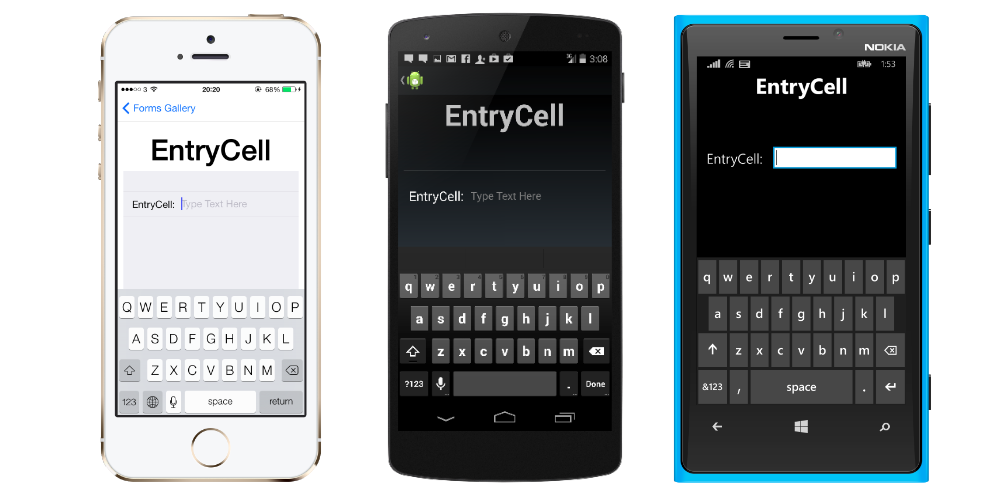 ●●●○○ 3 20:20 68%
Forms Gallery
EntryCell
EntryCell: Type Text Here
Q W E R T Y U I O P
A S D F G H J K L
Z X C V B N M
123 space return
3:08
EntryCell
EntryCell: Type Text Here
q w e r t y u i o p
a s d f g h j k l
z x c v b n m
?123 . Done
NOKIA
1:53
EntryCell
EntryCell:
q w e r t y u i o p
a s d f g h j k l
z x c v b n m
&123 , space .